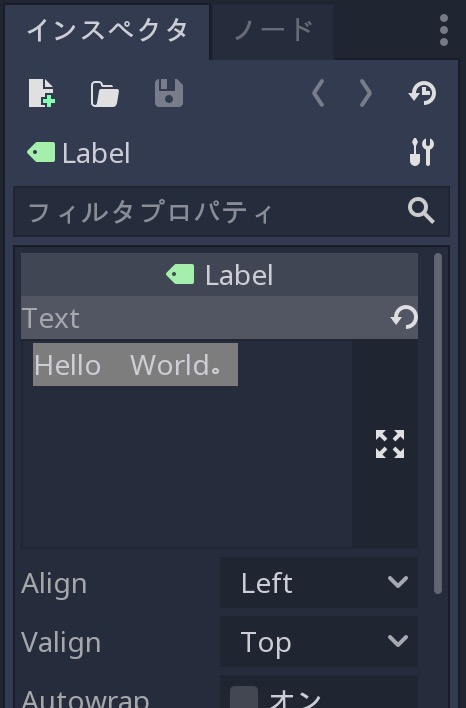 インスペクタ ノード
Label
フィルタプロパティ
Label
Text
Hello　World。
Align Left
Valign Top
Autowrap オン